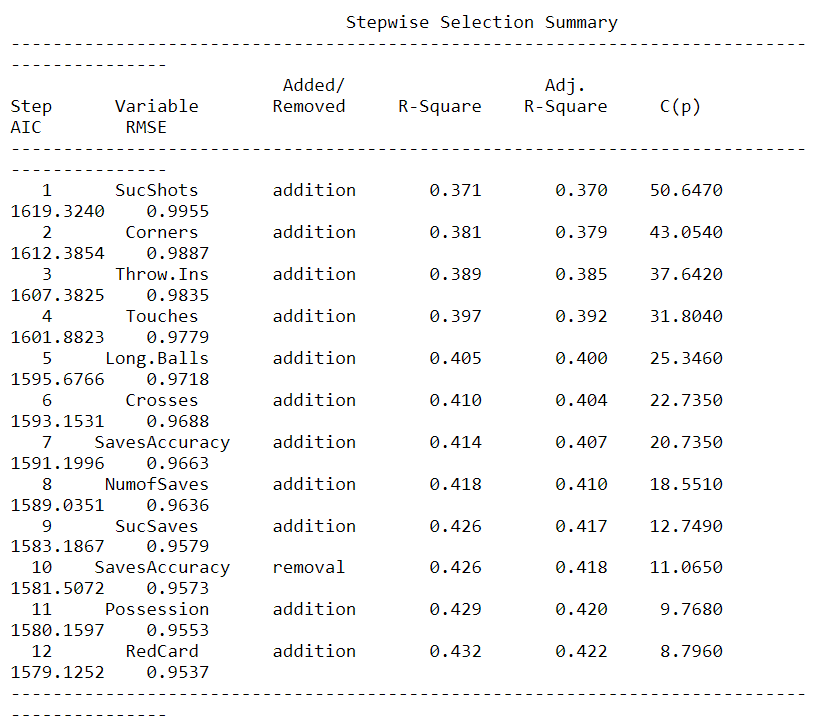 Stepwise Selection Summary
--------------------------------------------------------------------------------
---------------
Added/ Adj.
Step Variable Removed R-Square R-Square C(p)
AIC RMSE
--------------------------------------------------------------------------------
---------------
1 SucShots addition 0.371 0.370 50.6470
1619.3240 0.9955
2 Corners addition 0.381 0.379 43.0540
1612.3854 0.9887
3 Throw.Ins addition 0.389 0.385 37.6420
1607.3825 0.9835
4 Touches addition 0.397 0.392 31.8040
1601.8823 0.9779
5 Long.Balls addition 0.405 0.400 25.3460
1595.6766 0.9718
6 Crosses addition 0.410 0.404 22.7350
1593.1531 0.9688
7 SavesAccuracy addition 0.414 0.407 20.7350
1591.1996 0.9663
8 NumofSaves addition 0.418 0.410 18.5510
1589.0351 0.9636
9 SucSaves addition 0.426 0.417 12.7490
1583.1867 0.9579
10 SavesAccuracy removal 0.426 0.418 11.0650
1581.5072 0.9573
11 Possession addition 0.429 0.420 9.7680
1580.1597 0.9553
12 RedCard addition 0.432 0.422 8.7960
1579.1252 0.9537
--------------------------------------------------------------------------------
---------------